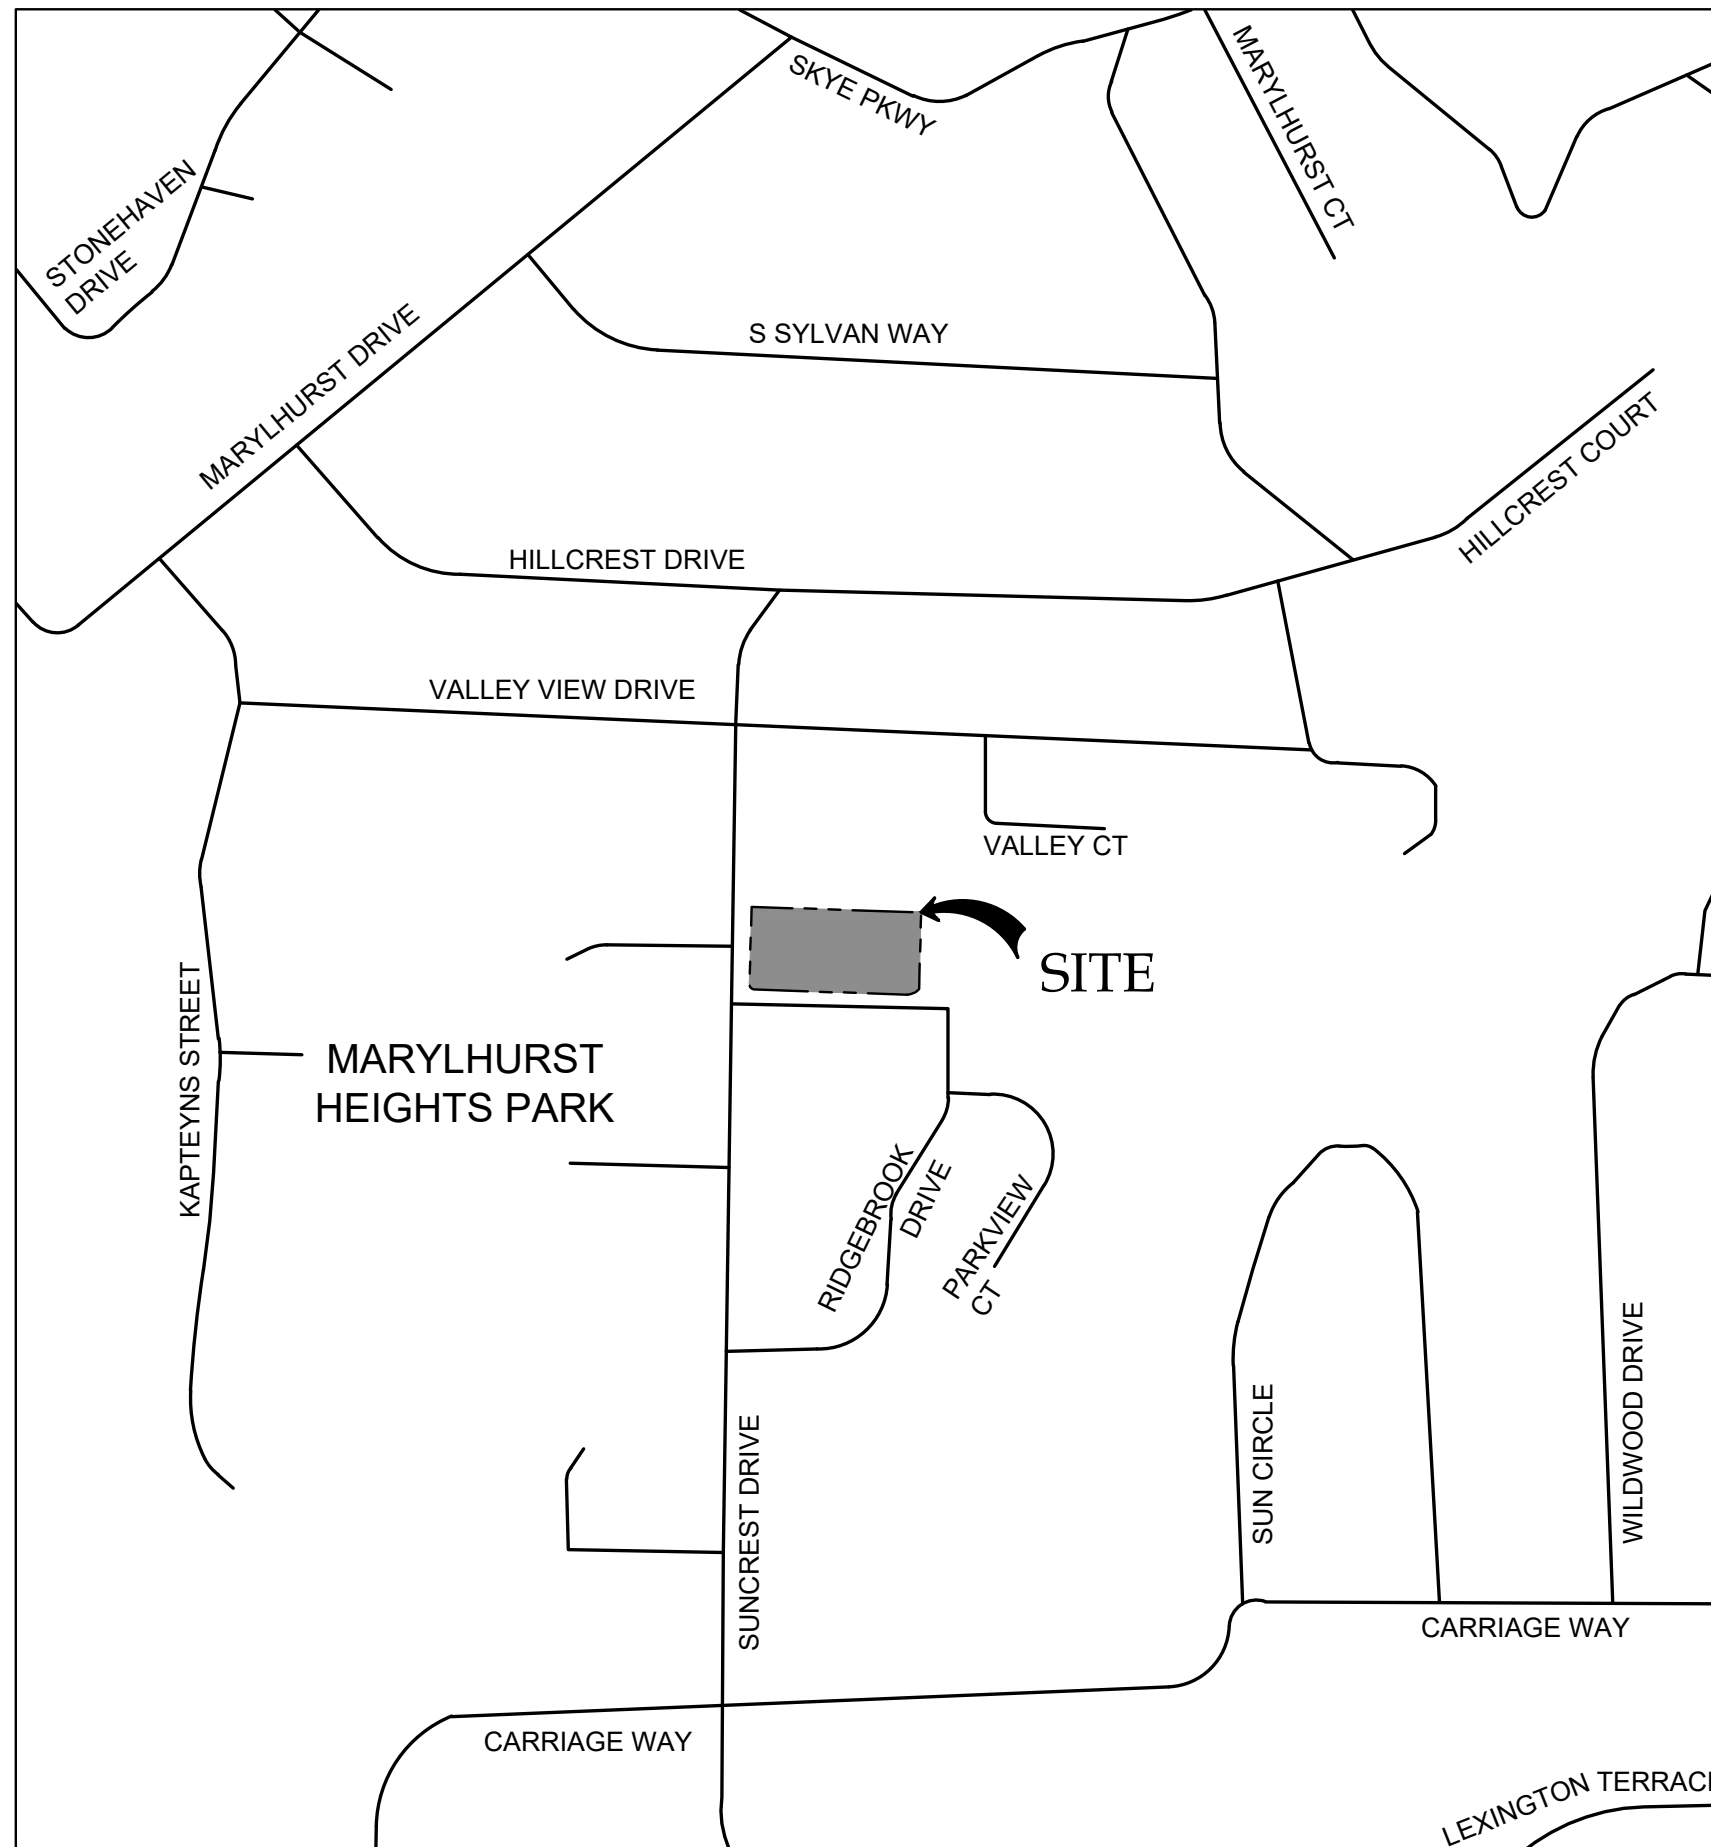 SKYE PKWY
MARYLHURST CT
STONEHAVEN
DRIVE
MARYLHURST DRIVE
S SYLVAN WAY
HILLCREST COURT
HILLCREST DRIVE
VALLEY VIEW DRIVE
VALLEY CT
SITE
KAPTEYNS STREET
MARYLHURST
HEIGHTS PARK
RIDGEBROOK
DRIVE
PARKVIEW
CT
SUNCREST DRIVE
SUN CIRCLE
WILDWOOD DRIVE
CARRIAGE WAY
CARRIAGE WAY
LEXINGTON TERRACE